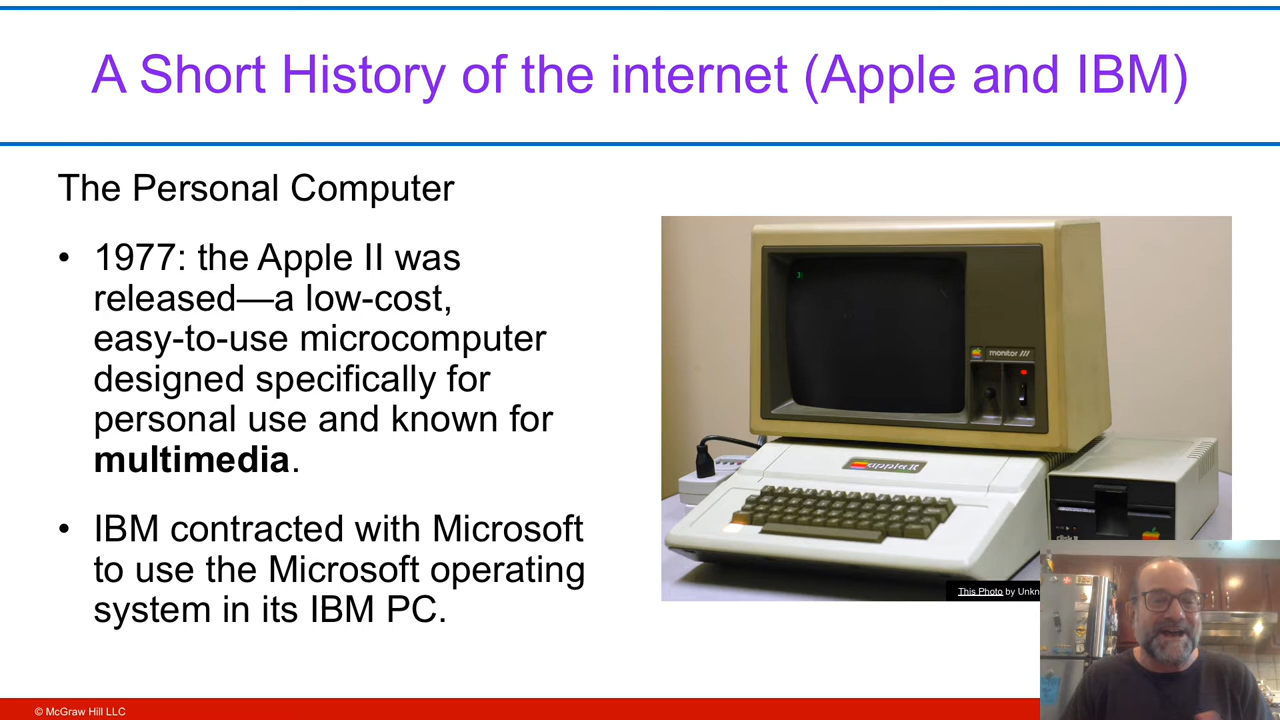 A Short History of the internet (Apple and IBM)
The Personal Computer
• 1977: the Apple II was
released—a low-cost,
easy-to-use microcomputer
designed specifically for
personal use and known for
multimedia.
• IBM contracted with Microsoft
to use the Microsoft operating
system in its IBM PC.
monitor ///
apple ][
disk II
This Photo by Unkn
© McGraw Hill LLC